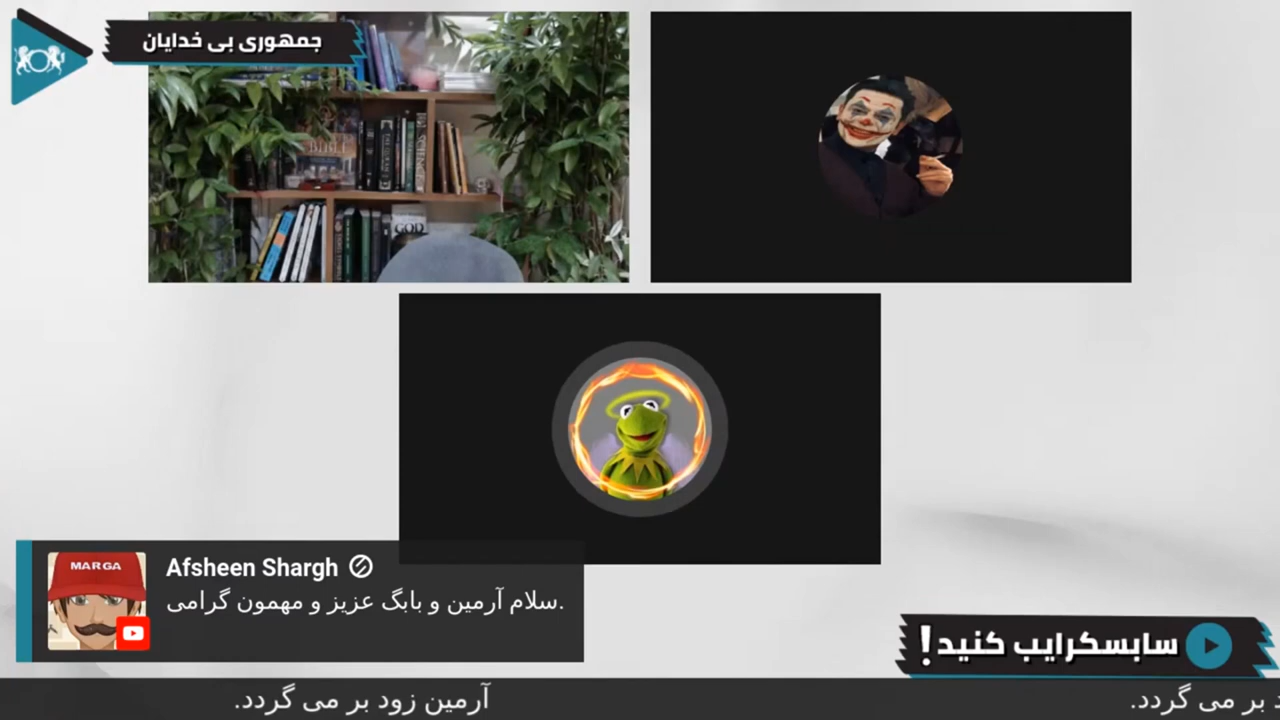 جمهوری بی خدایان
BIBLE
SCIENCE
GOD
MARGA
Afsheen Shargh
سلام آرمین و بابگ عزیز و مهمون گرامی.
سابسکرایب کنید!
آرمین زود بر می گردد.
بر می گردد.